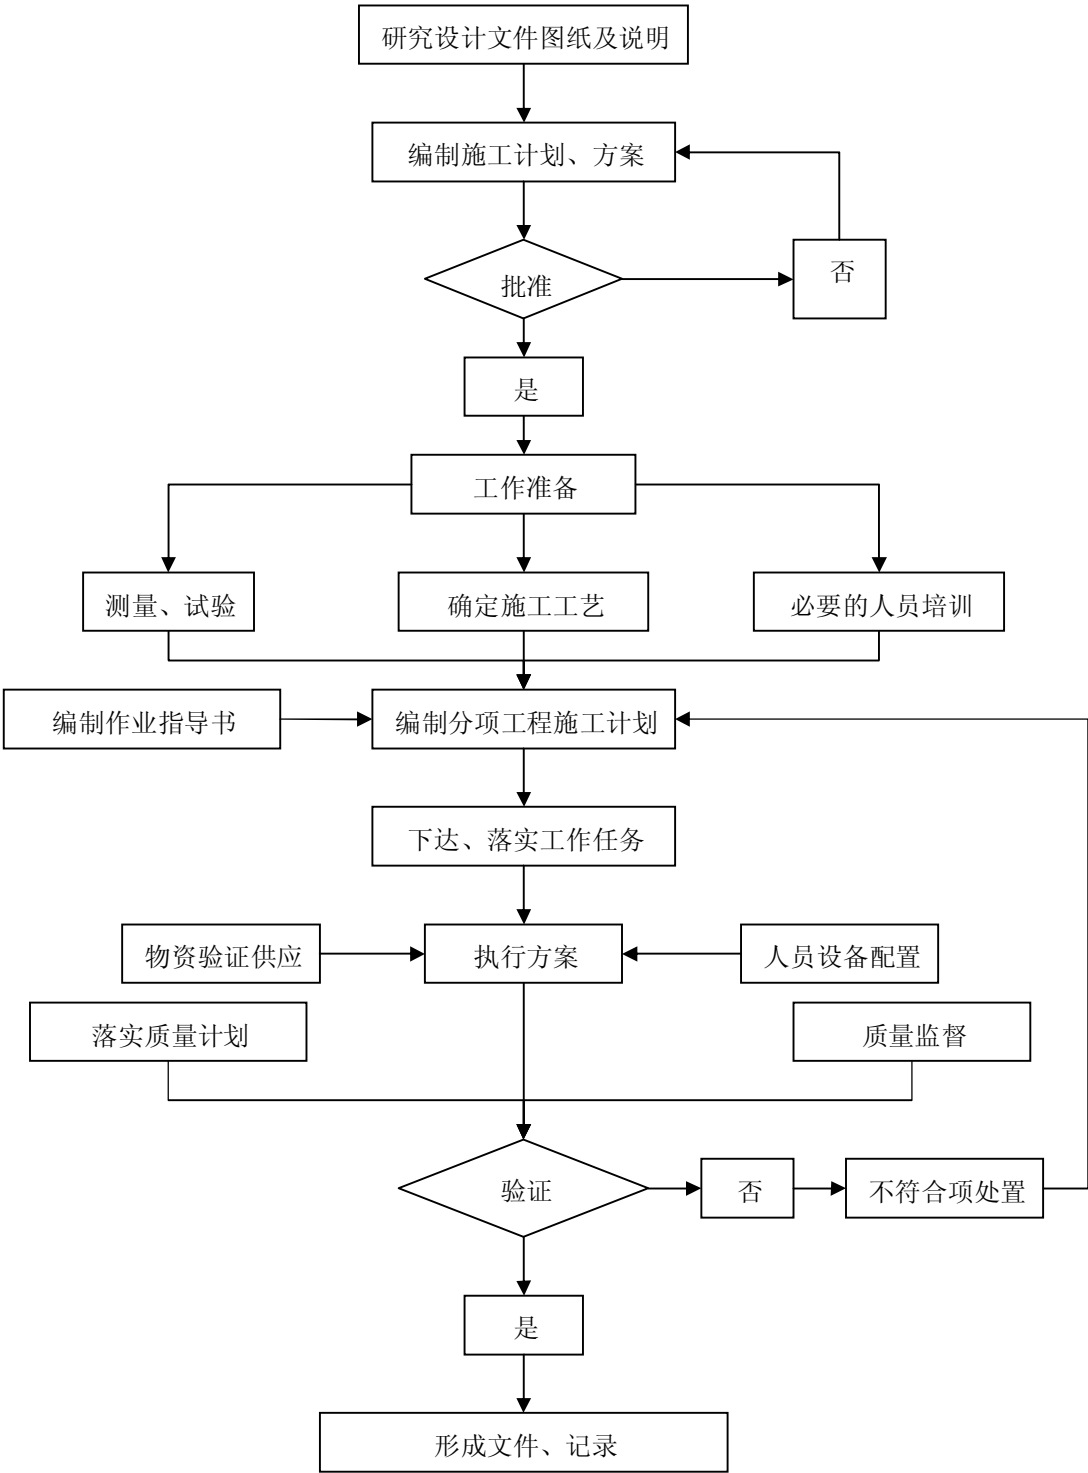 研究设计文件图纸及说明
编制施工计划、方案
批准
否
是
工作准备
测量、试验
确定施工工艺
必要的人员培训
编制作业指导书
编制分项工程施工计划
下达、落实工作任务
物资验证供应
执行方案
人员设备配置
落实质量计划
质量监督
验证
否
不符合项处置
是
形成文件、记录